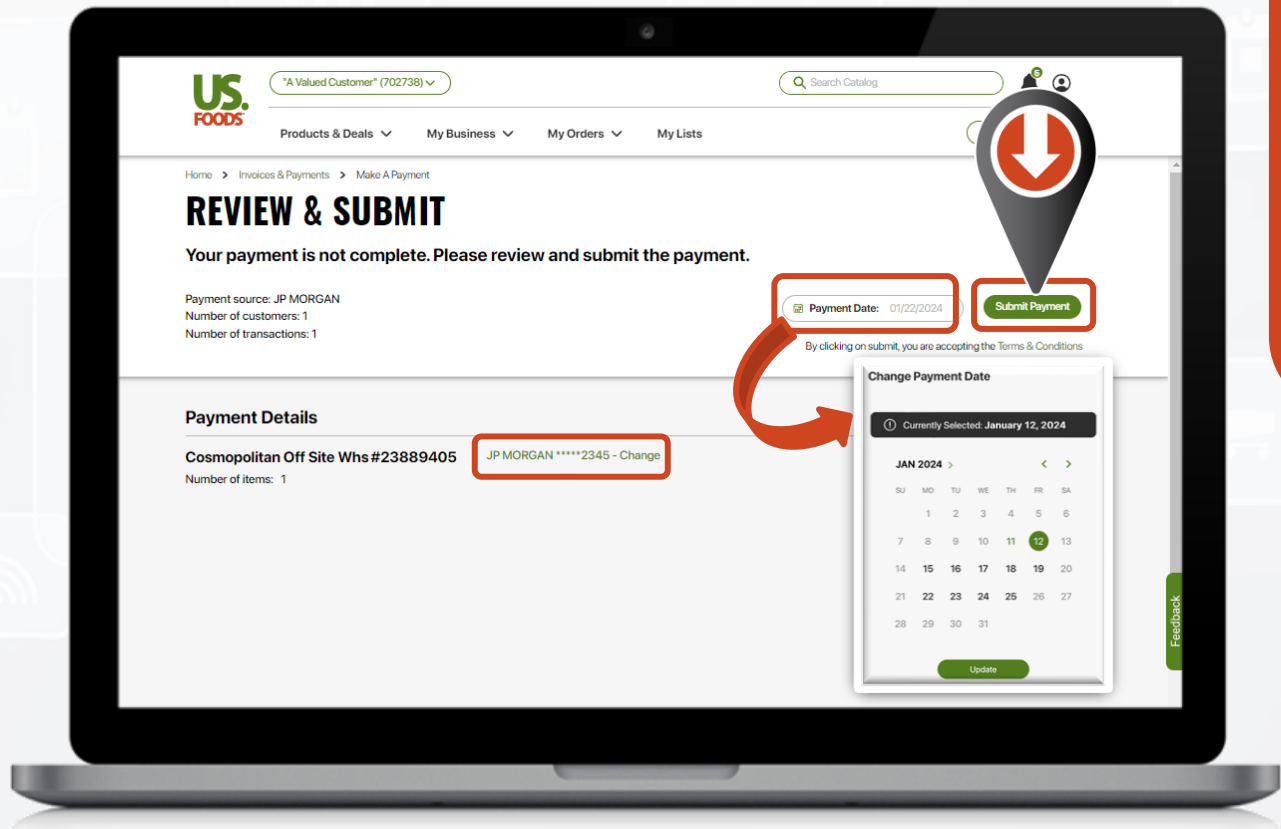 US.
FOODS
"A Valued Customer" (702738)
Search Catalog
6
Products & Deals
My Business
My Orders
My Lists
Home > Invoices & Payments > Make A Payment
REVIEW & SUBMIT
Your payment is not complete. Please review and submit the payment.
Payment source: JP MORGAN
Number of customers: 1
Number of transactions: 1
Payment Date: 01/22/2024
Submit Payment
By clicking on submit, you are accepting the Terms & Conditions
Payment Details
Cosmopolitan Off Site Whs #23889405
JP MORGAN *****2345 - Change
Number of items: 1
Change Payment Date
Currently Selected: January 12, 2024
JAN 2024 > < >
SU MO TU WE TH FR SA
1 2 3 4 5 6
7 8 9 10 11 12 13
14 15 16 17 18 19 20
21 22 23 24 25 26 27
28 29 30 31
Update
Feedback